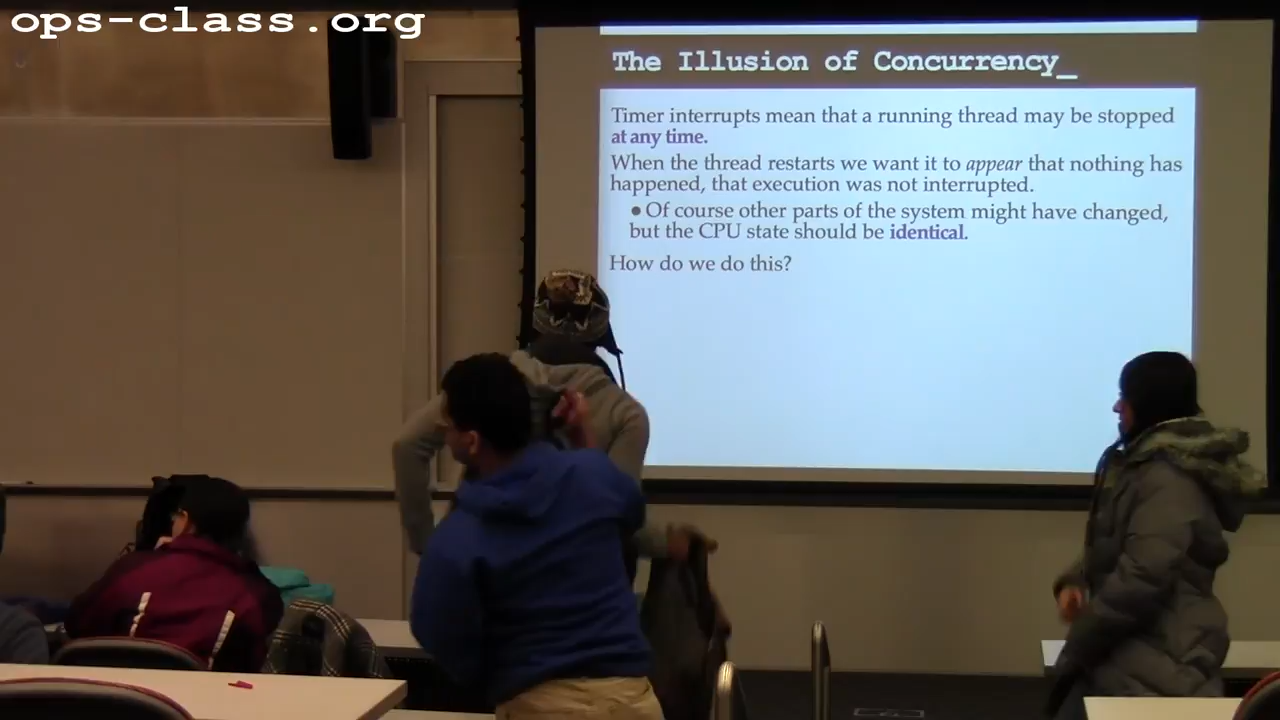 ops-class.org
The Illusion of Concurrency_
Timer interrupts mean that a running thread may be stopped
at any time.
When the thread restarts we want it to appear that nothing has
happened, that execution was not interrupted.
● Of course other parts of the system might have changed,
but the CPU state should be identical.
How do we do this?